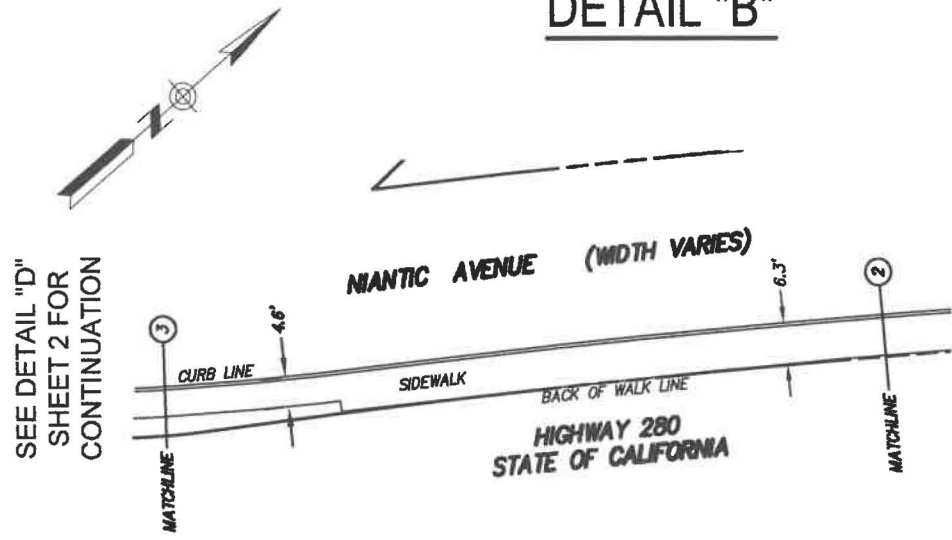 DETAIL "B"
N
NIANTIC AVENUE (WIDTH VARIES)
SEE DETAIL "D"
SHEET 2 FOR
CONTINUATION
3
4.6'
6.3'
2
CURB LINE
SIDEWALK
BACK OF WALK LINE
HIGHWAY 280
STATE OF CALIFORNIA
MATCHLINE
MATCHLINE